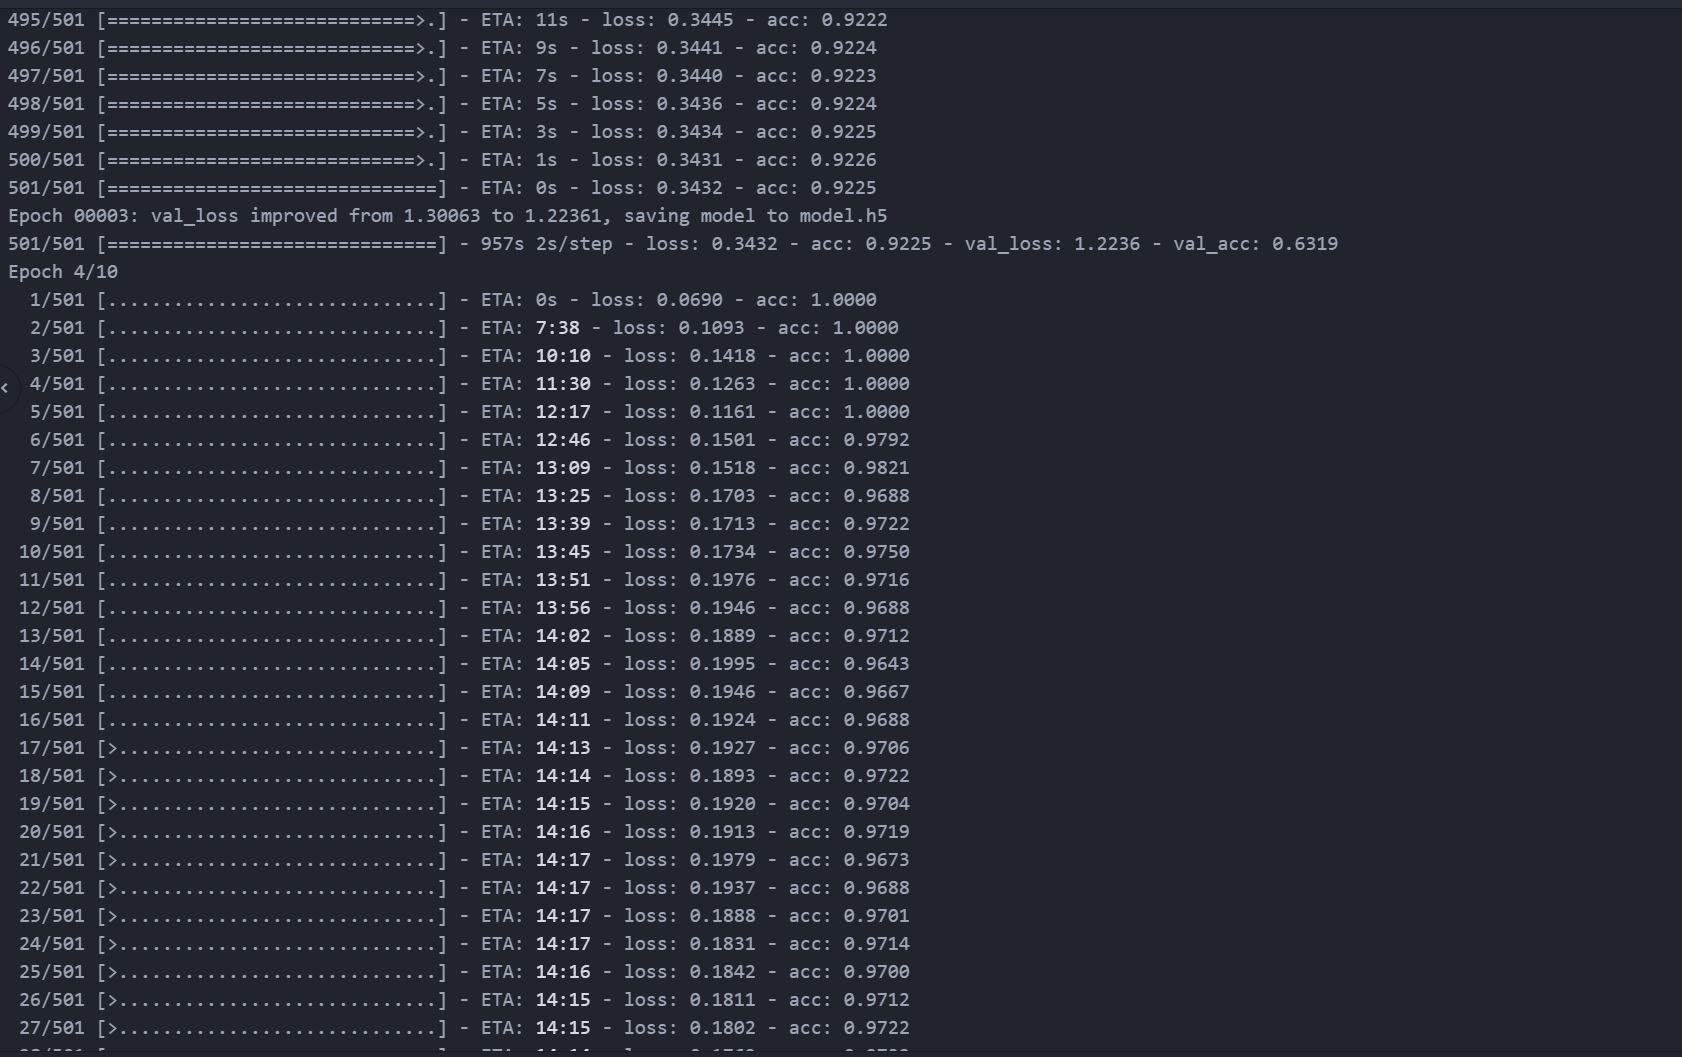 495/501 [============================>.] - ETA: 11s - loss: 0.3445 - acc: 0.9222
496/501 [============================>.] - ETA: 9s - loss: 0.3441 - acc: 0.9224
497/501 [============================>.] - ETA: 7s - loss: 0.3440 - acc: 0.9223
498/501 [============================>.] - ETA: 5s - loss: 0.3436 - acc: 0.9224
499/501 [============================>.] - ETA: 3s - loss: 0.3434 - acc: 0.9225
500/501 [============================>.] - ETA: 1s - loss: 0.3431 - acc: 0.9226
501/501 [==============================] - ETA: 0s - loss: 0.3432 - acc: 0.9225
Epoch 00003: val_loss improved from 1.30063 to 1.22361, saving model to model.h5
501/501 [==============================] - 957s 2s/step - loss: 0.3432 - acc: 0.9225 - val_loss: 1.2236 - val_acc: 0.6319
Epoch 4/10
1/501 [..............................] - ETA: 0s - loss: 0.0690 - acc: 1.0000
2/501 [..............................] - ETA: 7:38 - loss: 0.1093 - acc: 1.0000
3/501 [..............................] - ETA: 10:10 - loss: 0.1418 - acc: 1.0000
4/501 [..............................] - ETA: 11:30 - loss: 0.1263 - acc: 1.0000
5/501 [..............................] - ETA: 12:17 - loss: 0.1161 - acc: 1.0000
6/501 [..............................] - ETA: 12:46 - loss: 0.1501 - acc: 0.9792
7/501 [..............................] - ETA: 13:09 - loss: 0.1518 - acc: 0.9821
8/501 [..............................] - ETA: 13:25 - loss: 0.1703 - acc: 0.9688
9/501 [..............................] - ETA: 13:39 - loss: 0.1713 - acc: 0.9722
10/501 [..............................] - ETA: 13:45 - loss: 0.1734 - acc: 0.9750
11/501 [..............................] - ETA: 13:51 - loss: 0.1976 - acc: 0.9716
12/501 [..............................] - ETA: 13:56 - loss: 0.1946 - acc: 0.9688
13/501 [..............................] - ETA: 14:02 - loss: 0.1889 - acc: 0.9712
14/501 [..............................] - ETA: 14:05 - loss: 0.1995 - acc: 0.9643
15/501 [..............................] - ETA: 14:09 - loss: 0.1946 - acc: 0.9667
16/501 [..............................] - ETA: 14:11 - loss: 0.1924 - acc: 0.9688
17/501 [>.............................] - ETA: 14:13 - loss: 0.1927 - acc: 0.9706
18/501 [>.............................] - ETA: 14:14 - loss: 0.1893 - acc: 0.9722
19/501 [>.............................] - ETA: 14:15 - loss: 0.1920 - acc: 0.9704
20/501 [>.............................] - ETA: 14:16 - loss: 0.1913 - acc: 0.9719
21/501 [>.............................] - ETA: 14:17 - loss: 0.1979 - acc: 0.9673
22/501 [>.............................] - ETA: 14:17 - loss: 0.1937 - acc: 0.9688
23/501 [>.............................] - ETA: 14:17 - loss: 0.1888 - acc: 0.9701
24/501 [>.............................] - ETA: 14:17 - loss: 0.1831 - acc: 0.9714
25/501 [>.............................] - ETA: 14:16 - loss: 0.1842 - acc: 0.9700
26/501 [>.............................] - ETA: 14:15 - loss: 0.1811 - acc: 0.9712
27/501 [>.............................] - ETA: 14:15 - loss: 0.1802 - acc: 0.9722